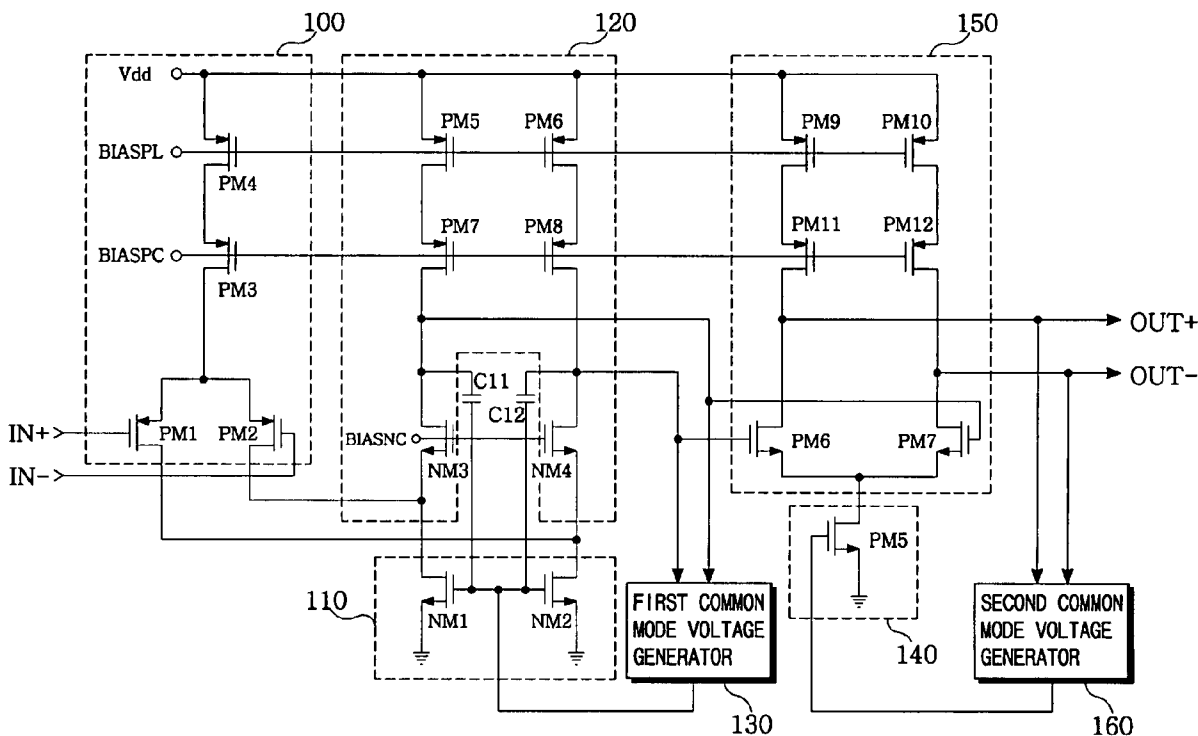 100
120
150
Vdd
PM5
PM6
PM9
PM10
BIASPL
PM4
PM7
PM8
PM11
PM12
BIASPC
PM3
OUT+
C11
OUT-
C12
IN+
PM1
PM2
BIASNC
PM6
PM7
IN-
NM3
NM4
PM5
110
NM1
NM2
FIRST COMMON
MODE VOLTAGE
GENERATOR
SECOND COMMON
MODE VOLTAGE
GENERATOR
140
130
160